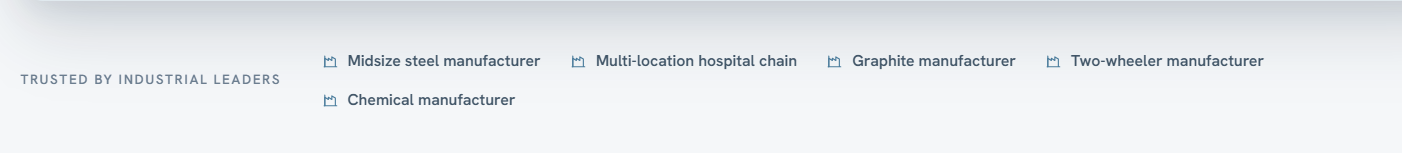 TRUSTED BY INDUSTRIAL LEADERS
Midsize steel manufacturer Multi-location hospital chain Graphite manufacturer Two-wheeler manufacturer
Chemical manufacturer